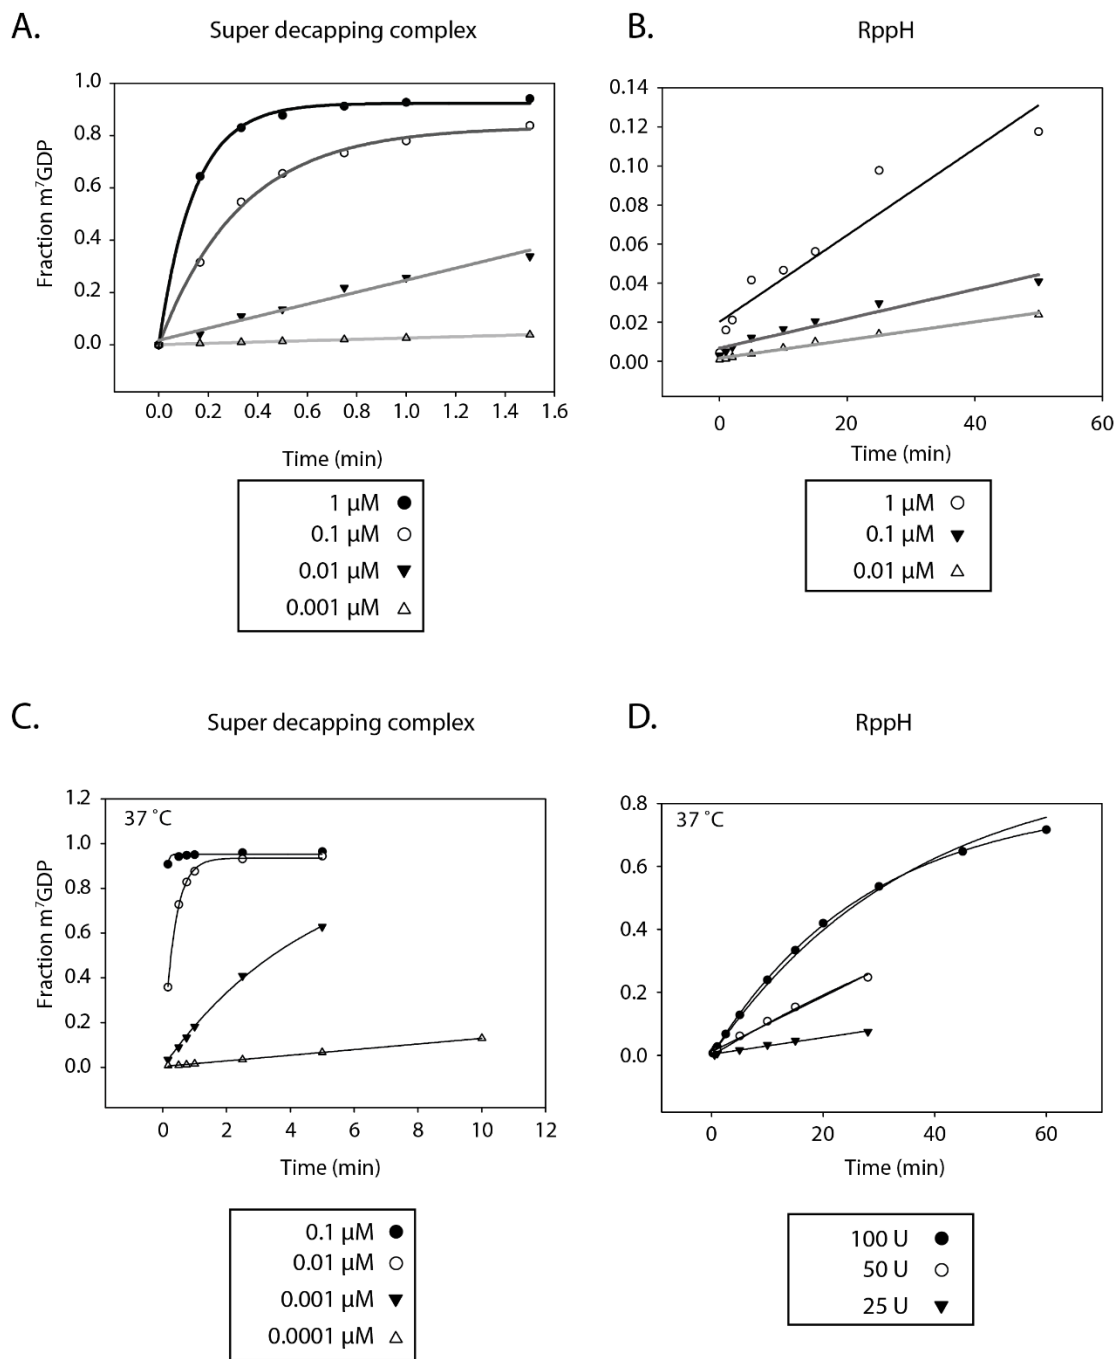 A.
Super decapping complex
Fraction m⁷GDP
1.0
0.8
0.6
0.4
0.2
0.0
0.0 0.2 0.4 0.6 0.8 1.0 1.2 1.4 1.6
Time (min)
1 µM
0.1 µM
0.01 µM
0.001 µM
B.
RppH
0.14
0.12
0.10
0.08
0.06
0.04
0.02
0.00
0 20 40 60
Time (min)
1 µM
0.1 µM
0.01 µM
C.
Super decapping complex
37 ˚C
Fraction m⁷GDP
1.2
1.0
0.8
0.6
0.4
0.2
0.0
0 2 4 6 8 10 12
Time (min)
0.1 µM
0.01 µM
0.001 µM
0.0001 µM
D.
RppH
37 ˚C
0.8
0.6
0.4
0.2
0.0
0 20 40 60
Time (min)
100 U
50 U
25 U